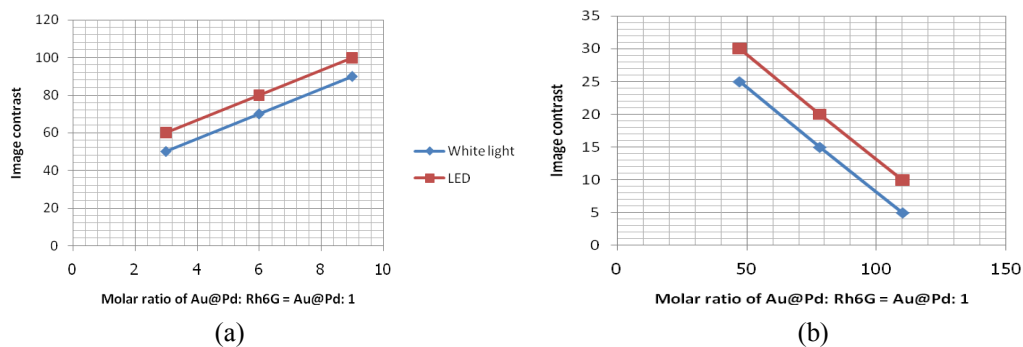 120
100
80
60
40
20
0
Image contrast
0 2 4 6 8 10
Molar ratio of Au@Pd: Rh6G = Au@Pd: 1
(a)
White light
LED
35
30
25
20
15
10
5
0
Image contrast
0 50 100 150
Molar ratio of Au@Pd: Rh6G = Au@Pd: 1
(b)